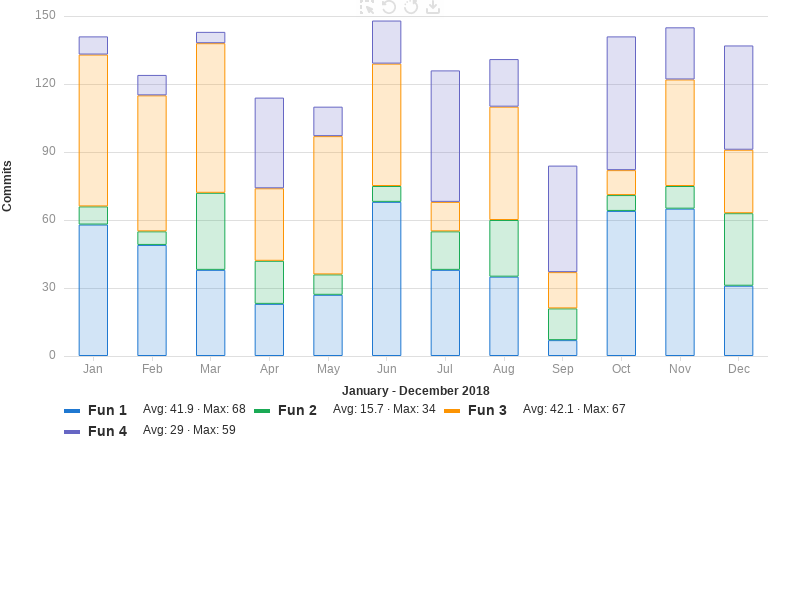 150
120
90
60
30
0
Commits
Jan Feb Mar Apr May Jun Jul Aug Sep Oct Nov Dec
January - December 2018
Fun 1 Avg: 41.9 · Max: 68 Fun 2 Avg: 15.7 · Max: 34 Fun 3 Avg: 42.1 · Max: 67
Fun 4 Avg: 29 · Max: 59